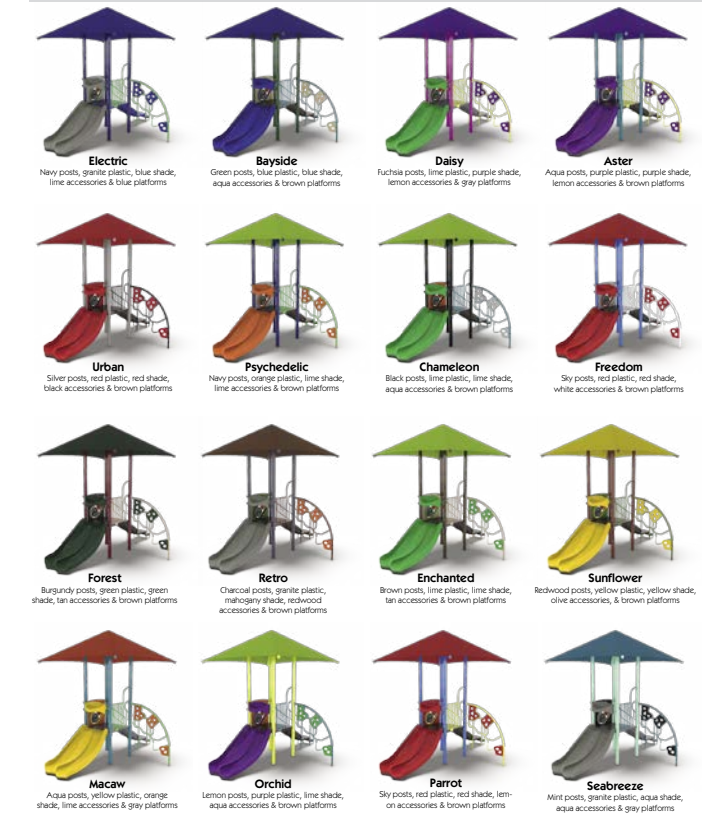 Electric
Navy posts, granite plastic, blue shade,
lime accessories & blue platforms
Bayside
Green posts, blue plastic, blue shade,
aqua accessories & brown platforms
Daisy
Fuchsia posts, lime plastic, purple shade,
lemon accessories & gray platforms
Aster
Aqua posts, purple plastic, purple shade,
lemon accessories & brown platforms
Urban
Silver posts, red plastic, red shade,
black accessories & brown platforms
Psychedelic
Navy posts, orange plastic, lime shade,
lime accessories & brown platforms
Chameleon
Black posts, lime plastic, lime shade,
aqua accessories & brown platforms
Freedom
Sky posts, red plastic, red shade,
white accessories & brown platforms
Forest
Burgundy posts, green plastic, green
shade, tan accessories & brown platforms
Retro
Charcoal posts, granite plastic,
mahogany shade, redwood
accessories & brown platforms
Enchanted
Brown posts, lime plastic, lime shade,
tan accessories & brown platforms
Sunflower
Redwood posts, yellow plastic, yellow shade,
olive accessories, & brown platforms
Macaw
Aqua posts, yellow plastic, orange
shade, lime accessories & gray platforms
Orchid
Lemon posts, purple plastic, lime shade,
aqua accessories & brown platforms
Parrot
Sky posts, red plastic, red shade, lem-
on accessories & brown platforms
Seabreeze
Mint posts, granite plastic, aqua shade,
aqua accessories & gray platforms